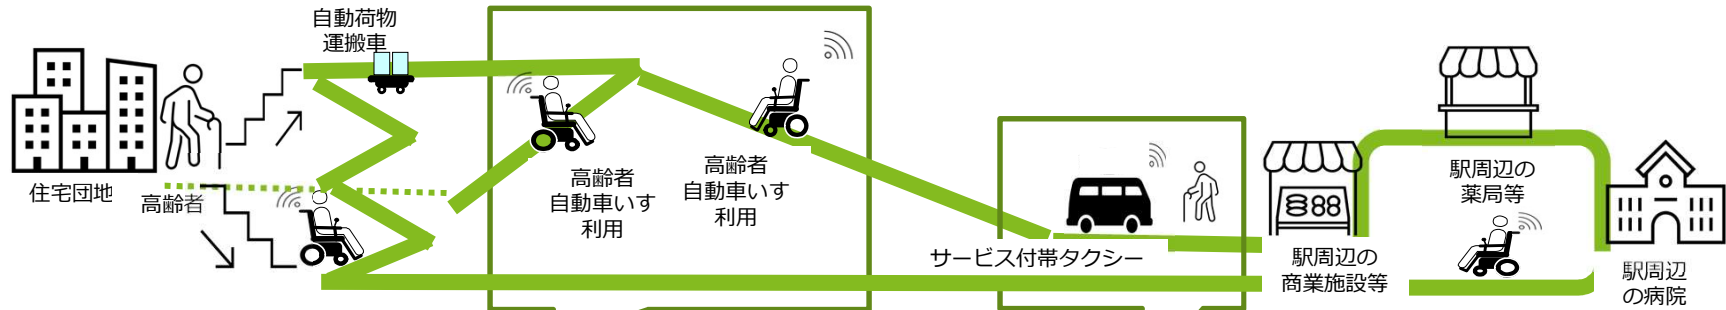 自動荷物
運搬車
住宅団地
高齢者
高齢者
自動車いす
利用
高齢者
自動車いす
利用
サービス付帯タクシー
88
駅周辺の
商業施設等
駅周辺の
薬局等
駅周辺
の病院